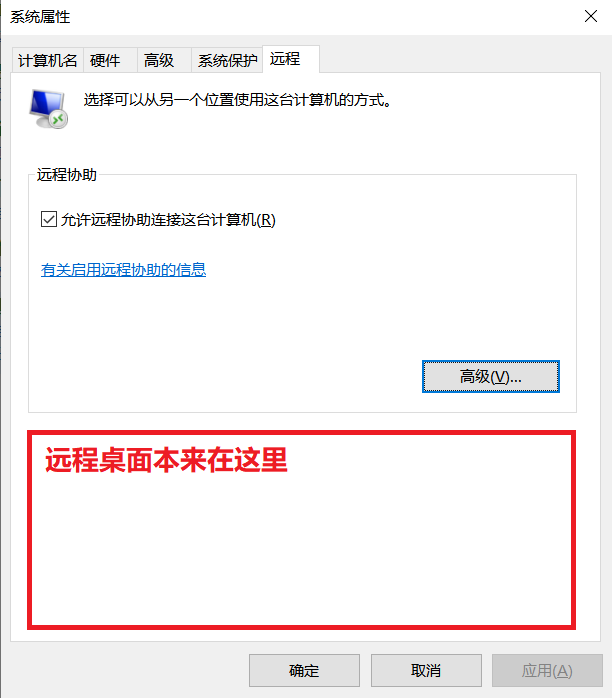 系统属性
计算机名
硬件
高级
系统保护
远程
选择可以从另一个位置使用这台计算机的方式。
远程协助
允许远程协助连接这台计算机(R)
有关启用远程协助的信息
高级(V)...
远程桌面本来在这里
确定
取消
应用(A)